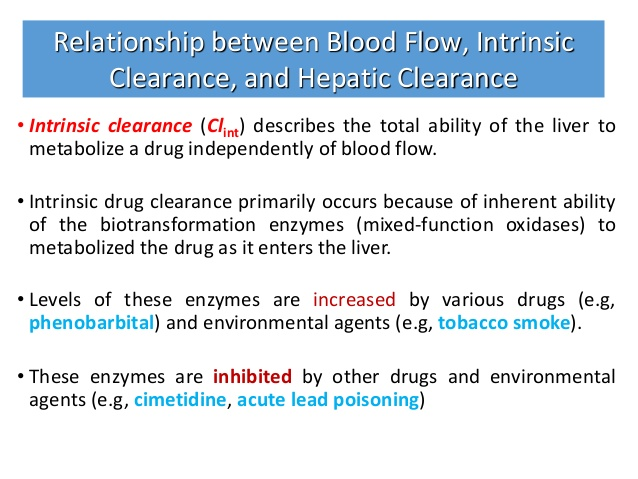 Relationship between Blood Flow, Intrinsic
Clearance, and Hepatic Clearance
• Intrinsic clearance (Clint) describes the total ability of the liver to
metabolize a drug independently of blood flow.
• Intrinsic drug clearance primarily occurs because of inherent ability
of the biotransformation enzymes (mixed-function oxidases) to
metabolized the drug as it enters the liver.
• Levels of these enzymes are increased by various drugs (e.g,
phenobarbital) and environmental agents (e.g, tobacco smoke).
• These enzymes are inhibited by other drugs and environmental
agents (e.g, cimetidine, acute lead poisoning)